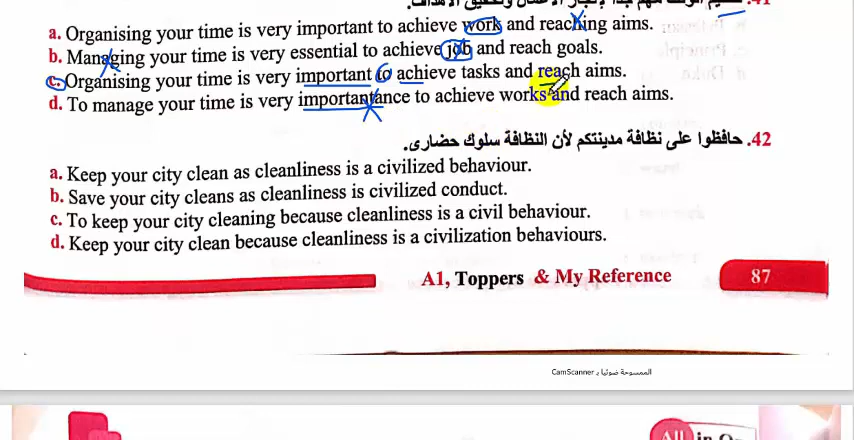 a. Organising your time is very important to achieve work and reaching aims.
b. Managing your time is very essential to achieve job and reach goals.
c. Organising your time is very important to achieve tasks and reach aims.
d. To manage your time is very importantance to achieve works and reach aims.
42. حافظوا على نظافة مدينتكم لأن النظافة سلوك حضارى.
a. Keep your city clean as cleanliness is a civilized behaviour.
b. Save your city cleans as cleanliness is civilized conduct.
c. To keep your city cleaning because cleanliness is a civil behaviour.
d. Keep your city clean because cleanliness is a civilization behaviours.
A1, Toppers & My Reference 87
الممسوحة ضوئيا بـ CamScanner